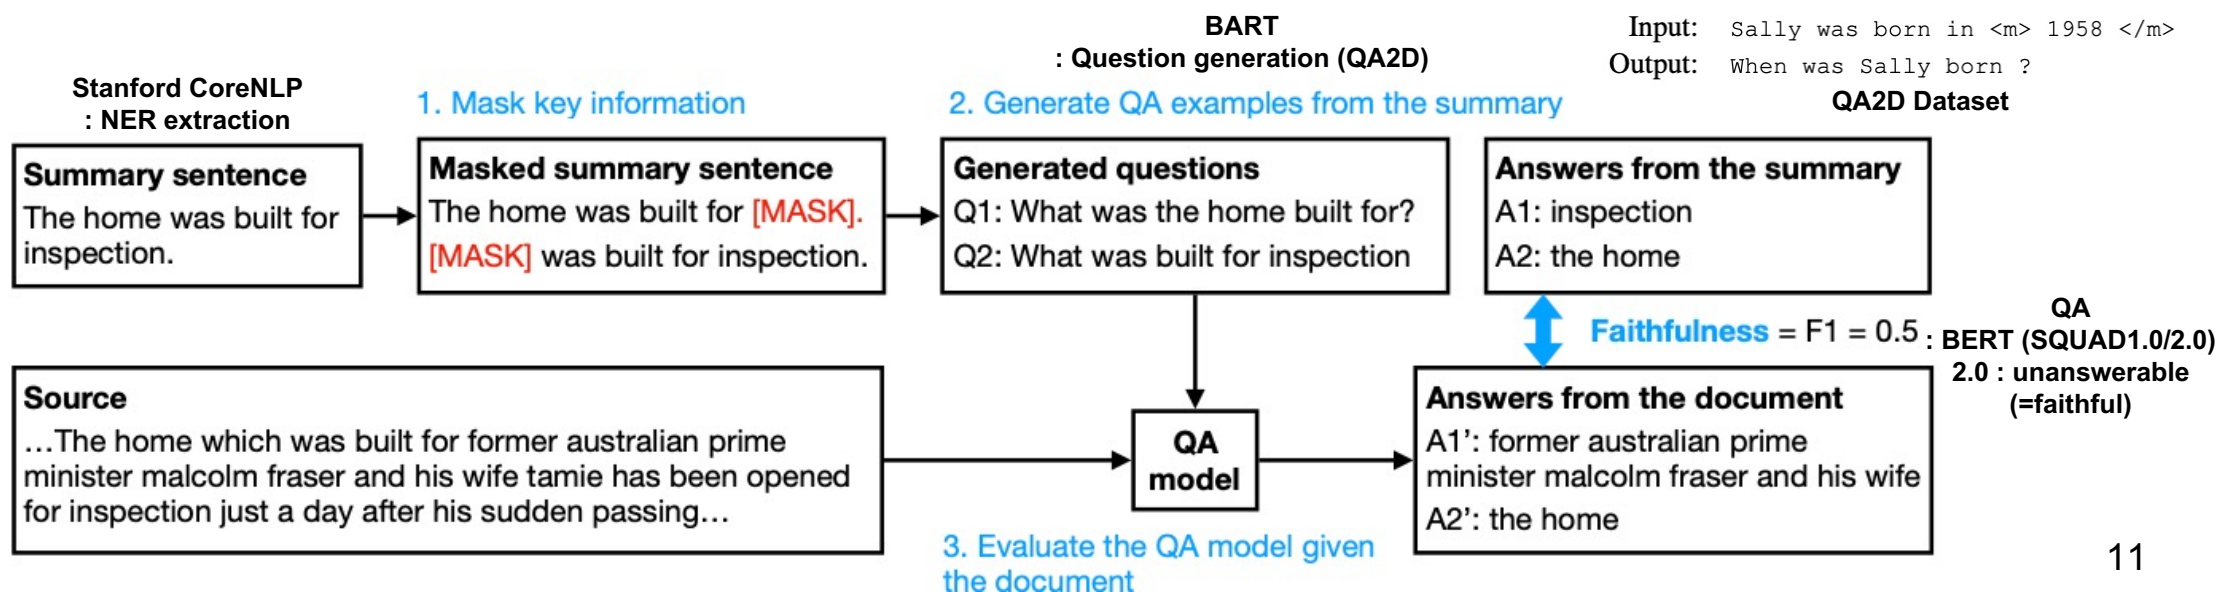 BART
: Question generation (QA2D)
Input: Sally was born in <m> 1958 </m>
Output: When was Sally born ?
QA2D Dataset
Stanford CoreNLP
: NER extraction
1. Mask key information
2. Generate QA examples from the summary
Summary sentence
The home was built for
inspection.
Masked summary sentence
The home was built for [MASK].
[MASK] was built for inspection.
Generated questions
Q1: What was the home built for?
Q2: What was built for inspection
Answers from the summary
A1: inspection
A2: the home
Faithfulness = F1 = 0.5
QA
: BERT (SQUAD1.0/2.0)
2.0 : unanswerable
(=faithful)
Source
…The home which was built for former australian prime
minister malcolm fraser and his wife tamie has been opened
for inspection just a day after his sudden passing…
QA
model
3. Evaluate the QA model given
the document
Answers from the document
A1’: former australian prime
minister malcolm fraser and his wife
A2’: the home
11